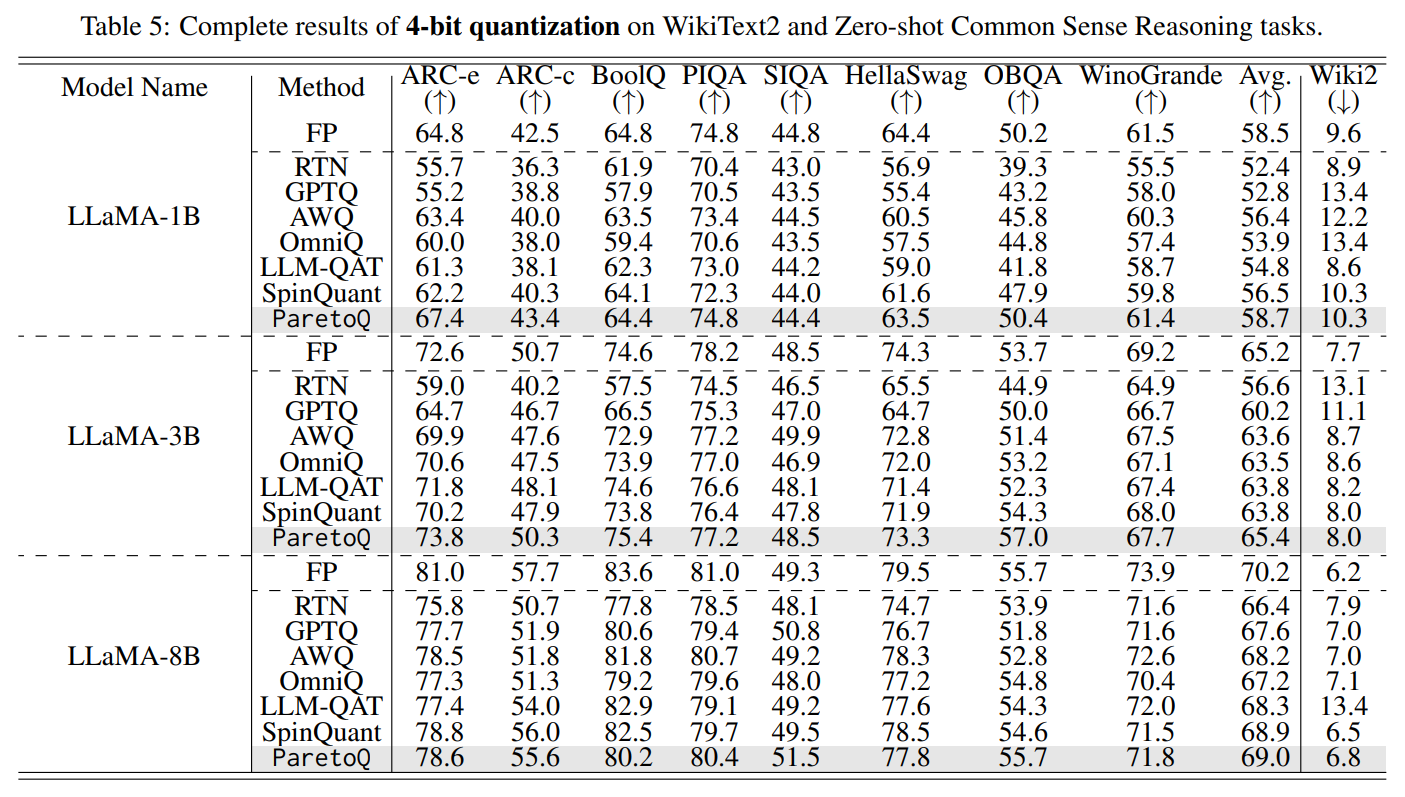 Table 5: Complete results of 4-bit quantization on WikiText2 and Zero-shot Common Sense Reasoning tasks.
Model Name Method ARC-e (↑) ARC-c (↑) BoolQ (↑) PIQA (↑) SIQA (↑) HellaSwag (↑) OBQA (↑) WinoGrande (↑) Avg. (↑) Wiki2 (↓)
FP 64.8 42.5 64.8 74.8 44.8 64.4 50.2 61.5 58.5 9.6
RTN 55.7 36.3 61.9 70.4 43.0 56.9 39.3 55.5 52.4 8.9
GPTQ 55.2 38.8 57.9 70.5 43.5 55.4 43.2 58.0 52.8 13.4
LLaMA-1B AWQ 63.4 40.0 63.5 73.4 44.5 60.5 45.8 60.3 56.4 12.2
OmniQ 60.0 38.0 59.4 70.6 43.5 57.5 44.8 57.4 53.9 13.4
LLM-QAT 61.3 38.1 62.3 73.0 44.2 59.0 41.8 58.7 54.8 8.6
SpinQuant 62.2 40.3 64.1 72.3 44.0 61.6 47.9 59.8 56.5 10.3
ParetoQ 67.4 43.4 64.4 74.8 44.4 63.5 50.4 61.4 58.7 10.3
FP 72.6 50.7 74.6 78.2 48.5 74.3 53.7 69.2 65.2 7.7
RTN 59.0 40.2 57.5 74.5 46.5 65.5 44.9 64.9 56.6 13.1
GPTQ 64.7 46.7 66.5 75.3 47.0 64.7 50.0 66.7 60.2 11.1
LLaMA-3B AWQ 69.9 47.6 72.9 77.2 49.9 72.8 51.4 67.5 63.6 8.7
OmniQ 70.6 47.5 73.9 77.0 46.9 72.0 53.2 67.1 63.5 8.6
LLM-QAT 71.8 48.1 74.6 76.6 48.1 71.4 52.3 67.4 63.8 8.2
SpinQuant 70.2 47.9 73.8 76.4 47.8 71.9 54.3 68.0 63.8 8.0
ParetoQ 73.8 50.3 75.4 77.2 48.5 73.3 57.0 67.7 65.4 8.0
FP 81.0 57.7 83.6 81.0 49.3 79.5 55.7 73.9 70.2 6.2
RTN 75.8 50.7 77.8 78.5 48.1 74.7 53.9 71.6 66.4 7.9
GPTQ 77.7 51.9 80.6 79.4 50.8 76.7 51.8 71.6 67.6 7.0
LLaMA-8B AWQ 78.5 51.8 81.8 80.7 49.2 78.3 52.8 72.6 68.2 7.0
OmniQ 77.3 51.3 79.2 79.6 48.0 77.2 54.8 70.4 67.2 7.1
LLM-QAT 77.4 54.0 82.9 79.1 49.2 77.6 54.3 72.0 68.3 13.4
SpinQuant 78.8 56.0 82.5 79.7 49.5 78.5 54.6 71.5 68.9 6.5
ParetoQ 78.6 55.6 80.2 80.4 51.5 77.8 55.7 71.8 69.0 6.8